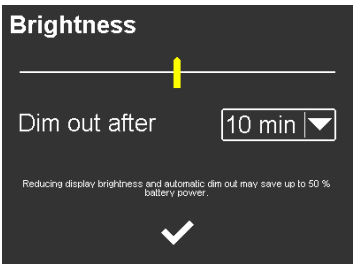 Brightness
Dim out after
10 min
Reducing display brightness and automatic dim out may save up to 50 %
battery power.